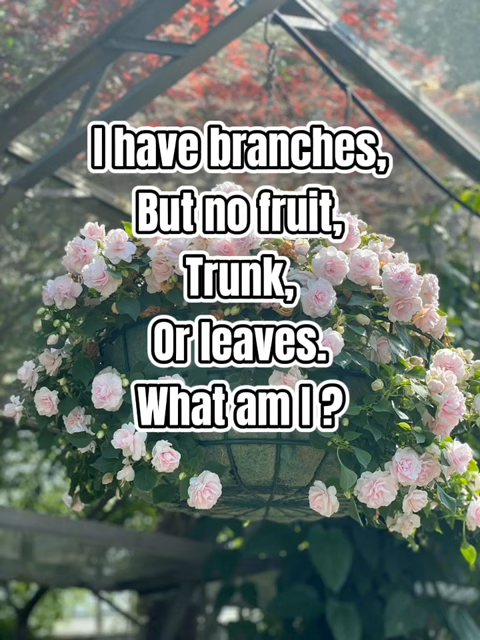 I have branches,
But no fruit,
Trunk,
Or leaves.
What am I ?